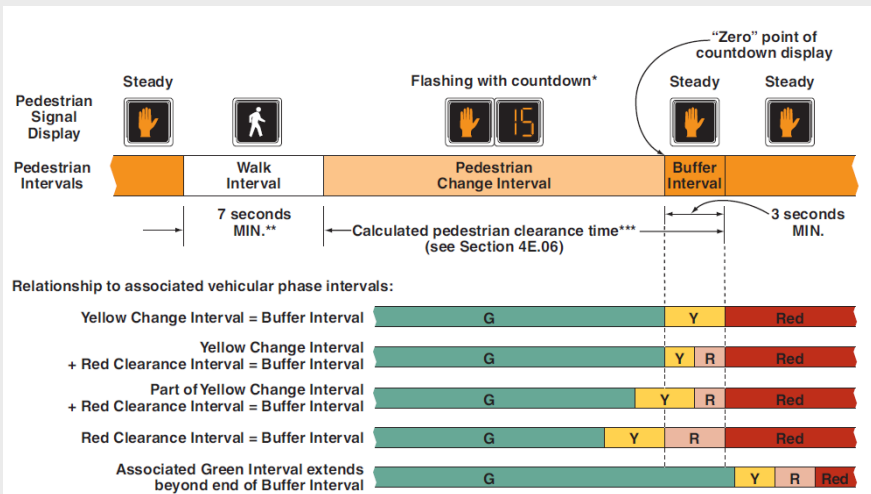 “Zero” point of
countdown display
Steady
Flashing with countdown*
Steady
Steady
Pedestrian
Signal
Display
15
Pedestrian
Intervals
Walk
Interval
Pedestrian
Change Interval
Buffer
Interval
7 seconds
MIN.**
Calculated pedestrian clearance time***
(see Section 4E.06)
3 seconds
MIN.
Relationship to associated vehicular phase intervals:
Yellow Change Interval = Buffer Interval
G Y Red
Yellow Change Interval
+ Red Clearance Interval = Buffer Interval
G Y R Red
Part of Yellow Change Interval
+ Red Clearance Interval = Buffer Interval
G Y R Red
Red Clearance Interval = Buffer Interval
G Y R Red
Associated Green Interval extends
beyond end of Buffer Interval
G Y R Red